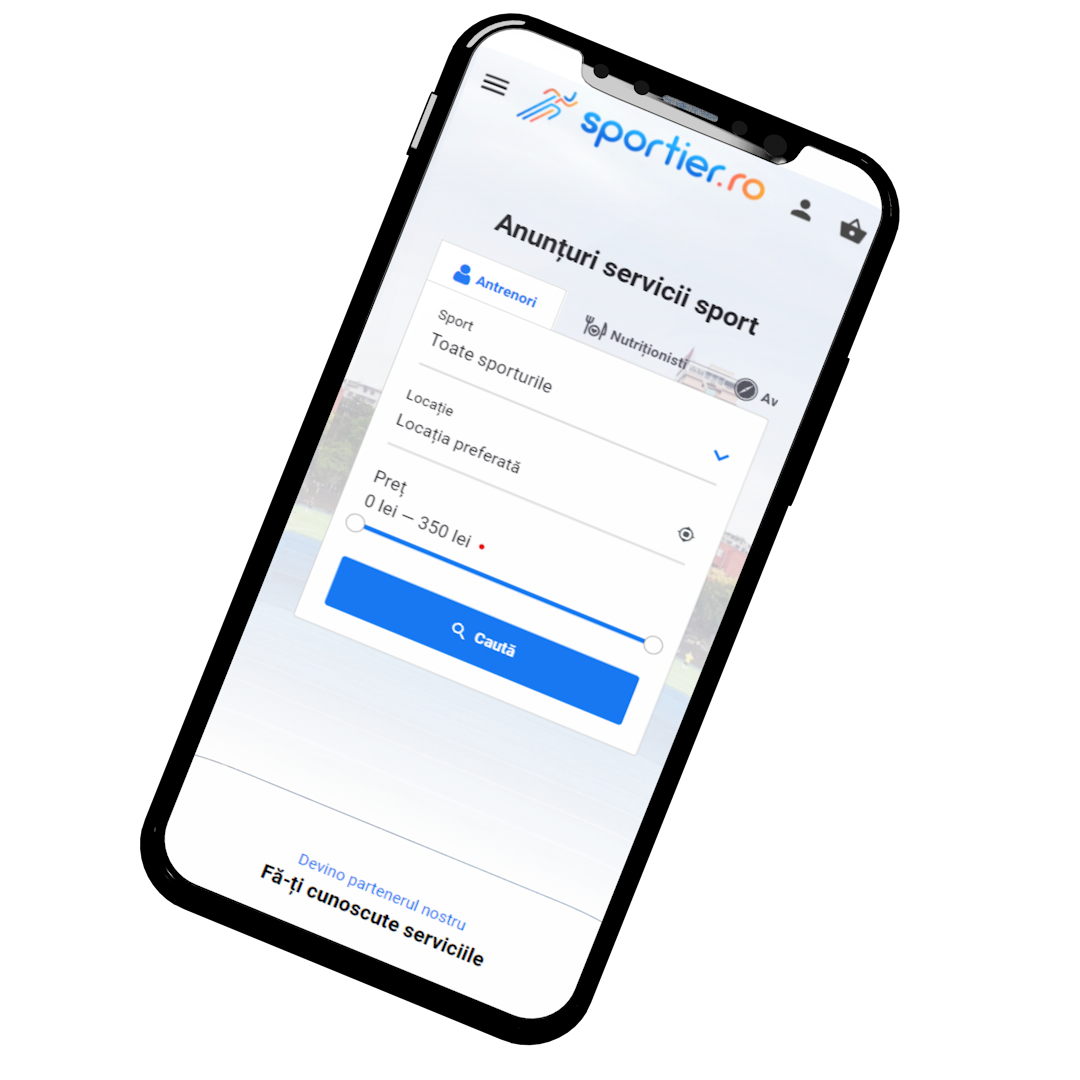 sportier.ro
Anunțuri servicii sport
Antrenori
Nutriționisti
Av
Sport
Toate sporturile
Locație
Locația preferată
Preț
0 lei – 350 lei
Caută
Devino partenerul nostru
Fă-ți cunoscute serviciile